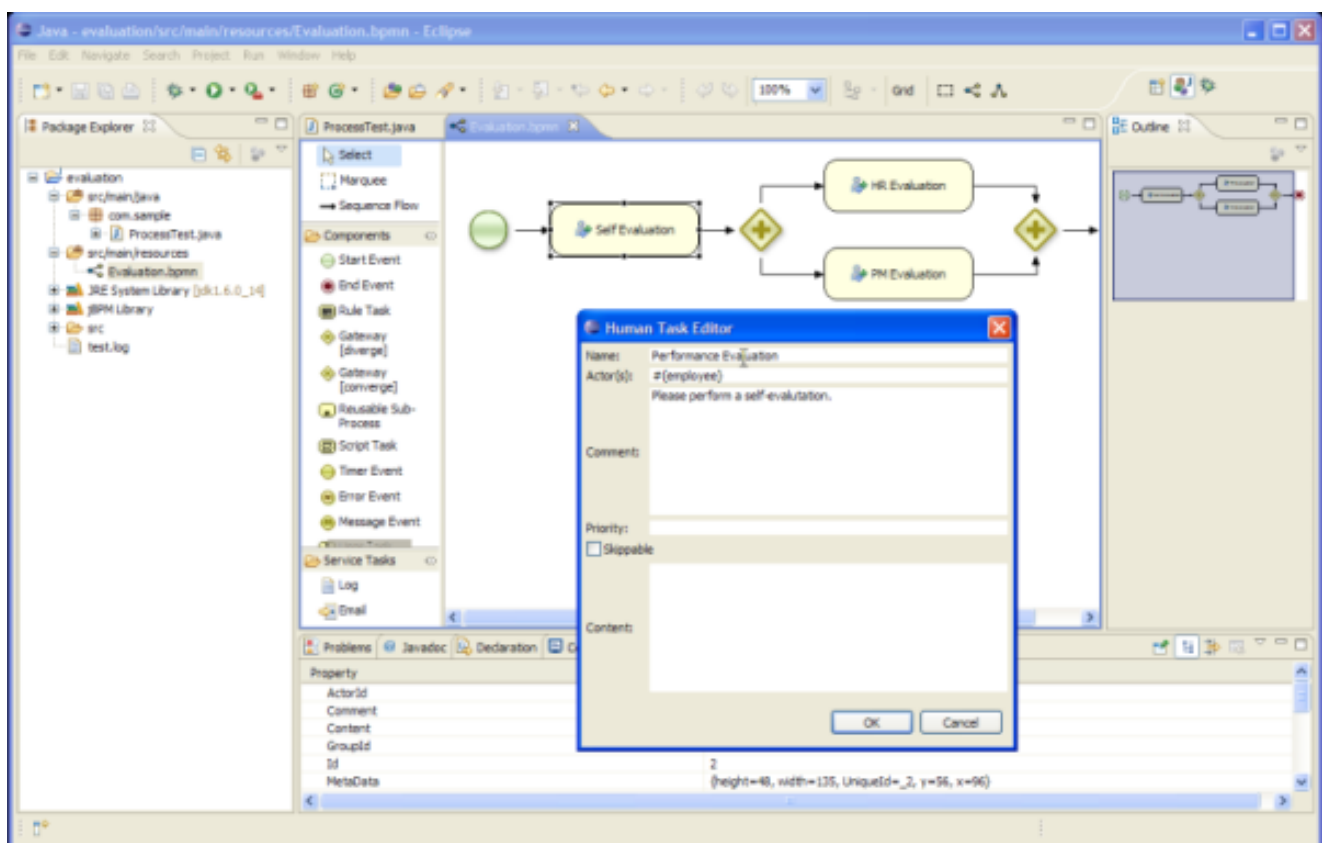 Java - evaluation/src/main/resources/Evaluation.bpmn - Eclipse
File Edit Navigate Search Project Run Window Help
100%
Grid
Package Explorer
evaluation
src/main/java
com.sample
ProcessTest.java
src/main/resources
Evaluation.bpmn
JRE System Library [jdk1.6.0_14]
jBPM Library
src
test.log
ProcessTest.java
Evaluation.bpmn
Select
Marquee
Sequence Flow
Components
Start Event
End Event
Rule Task
Gateway
[diverge]
Gateway
[converge]
Reusable Sub-
Process
Script Task
Timer Event
Error Event
Message Event
Service Tasks
Log
Email
Self Evaluation
HR Evaluation
PM Evaluation
Outline
Human Task Editor
Name: Performance Evaluation
Actor(s): #{employee}
Please perform a self-evalutation.
Comment:
Priority:
Skippable
Content:
OK Cancel
Problems Javadoc Declaration
Property
ActorId
Comment
Content
GroupId
Id 2
MetaData {height=48, width=135, UniqueId=_2, y=56, x=96}